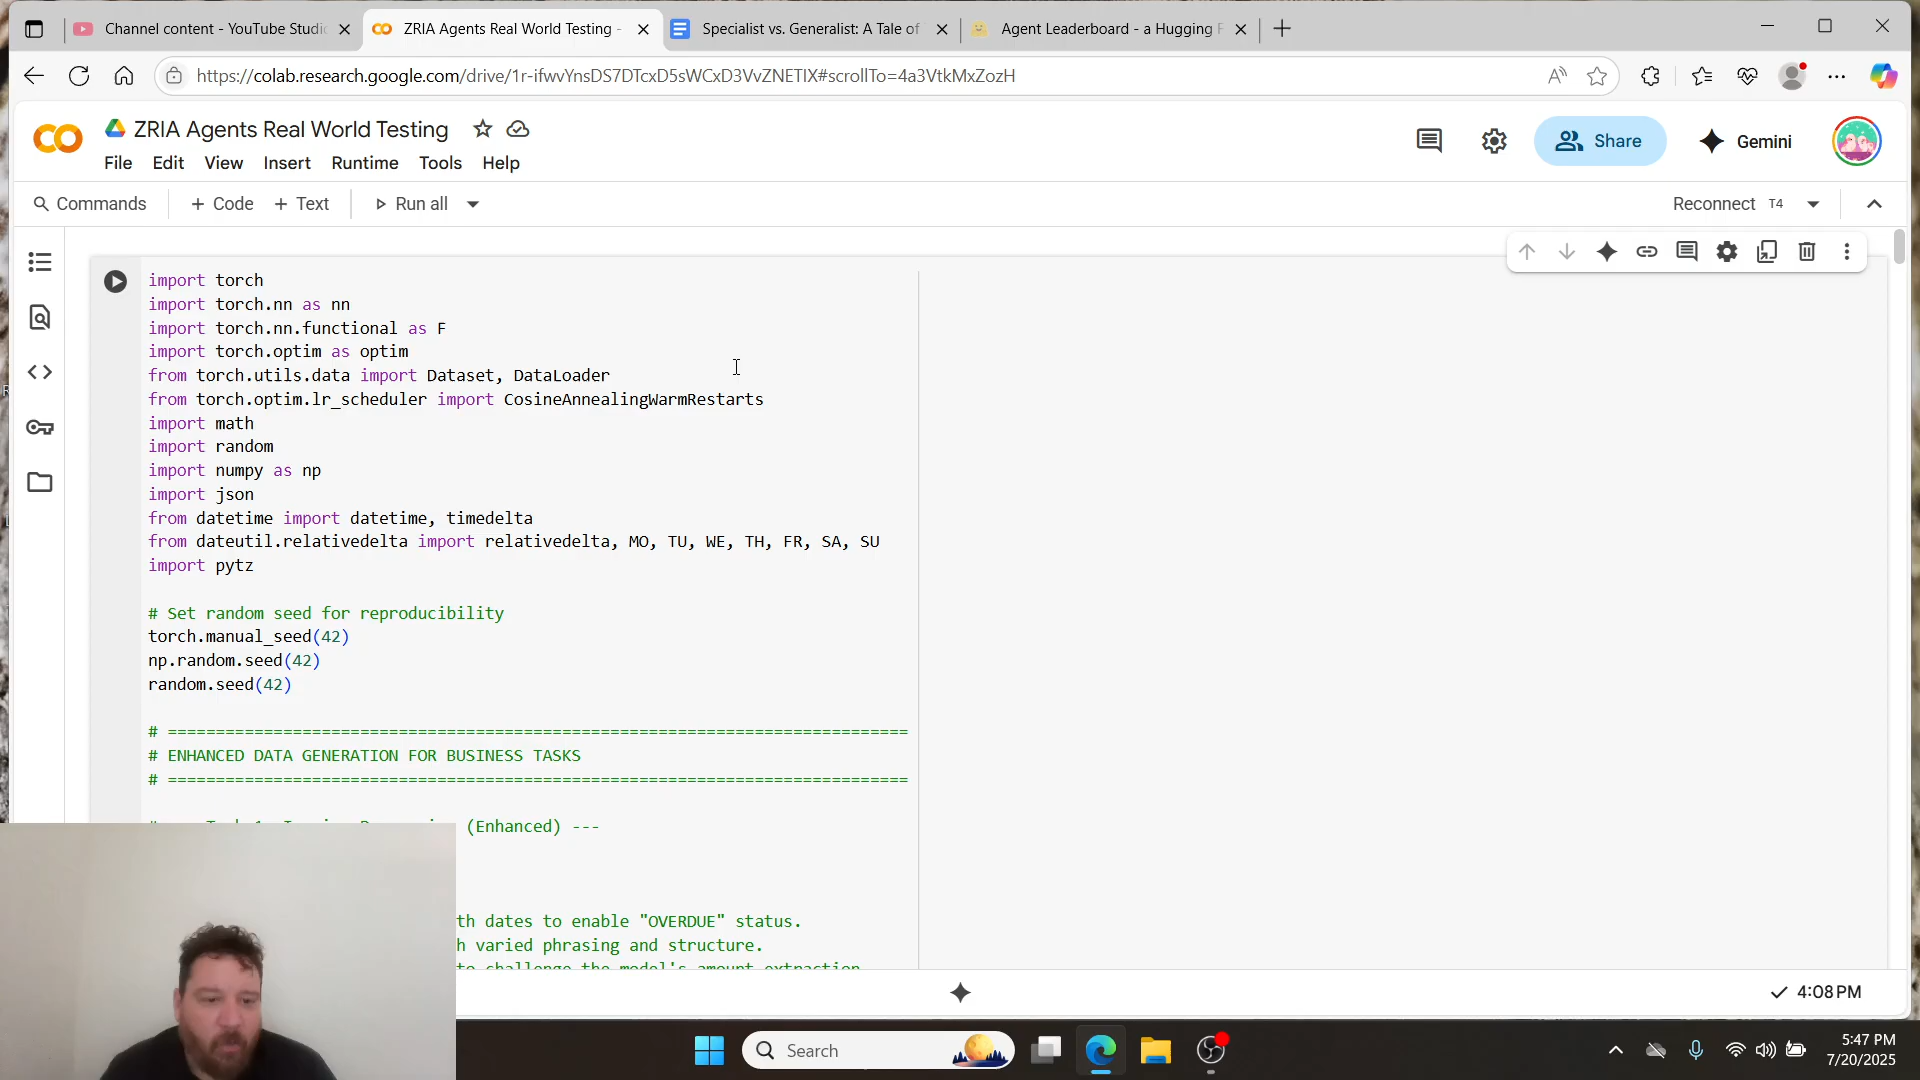 Channel content - YouTube Studi
ZRIA Agents Real World Testing -
Specialist vs. Generalist: A Tale of
Agent Leaderboard - a Hugging F
https://colab.research.google.com/drive/1r-ifwvYnsDS7DTcxD5sWCxD3VvZNETIX#scrollTo=4a3VtkMxZozH
ZRIA Agents Real World Testing
File Edit View Insert Runtime Tools Help
Share
Gemini
Commands + Code + Text Run all
Reconnect T4
import torch
import torch.nn as nn
import torch.nn.functional as F
import torch.optim as optim
from torch.utils.data import Dataset, DataLoader
from torch.optim.lr_scheduler import CosineAnnealingWarmRestarts
import math
import random
import numpy as np
import json
from datetime import datetime, timedelta
from dateutil.relativedelta import relativedelta, MO, TU, WE, TH, FR, SA, SU
import pytz
# Set random seed for reproducibility
torch.manual_seed(42)
np.random.seed(42)
random.seed(42)
# =============================================================================
# ENHANCED DATA GENERATION FOR BUSINESS TASKS
# =============================================================================
(Enhanced) ---
th dates to enable "OVERDUE" status.
h varied phrasing and structure.
to challenge the model's amount extraction
4:08 PM
Search
5:47 PM
7/20/2025